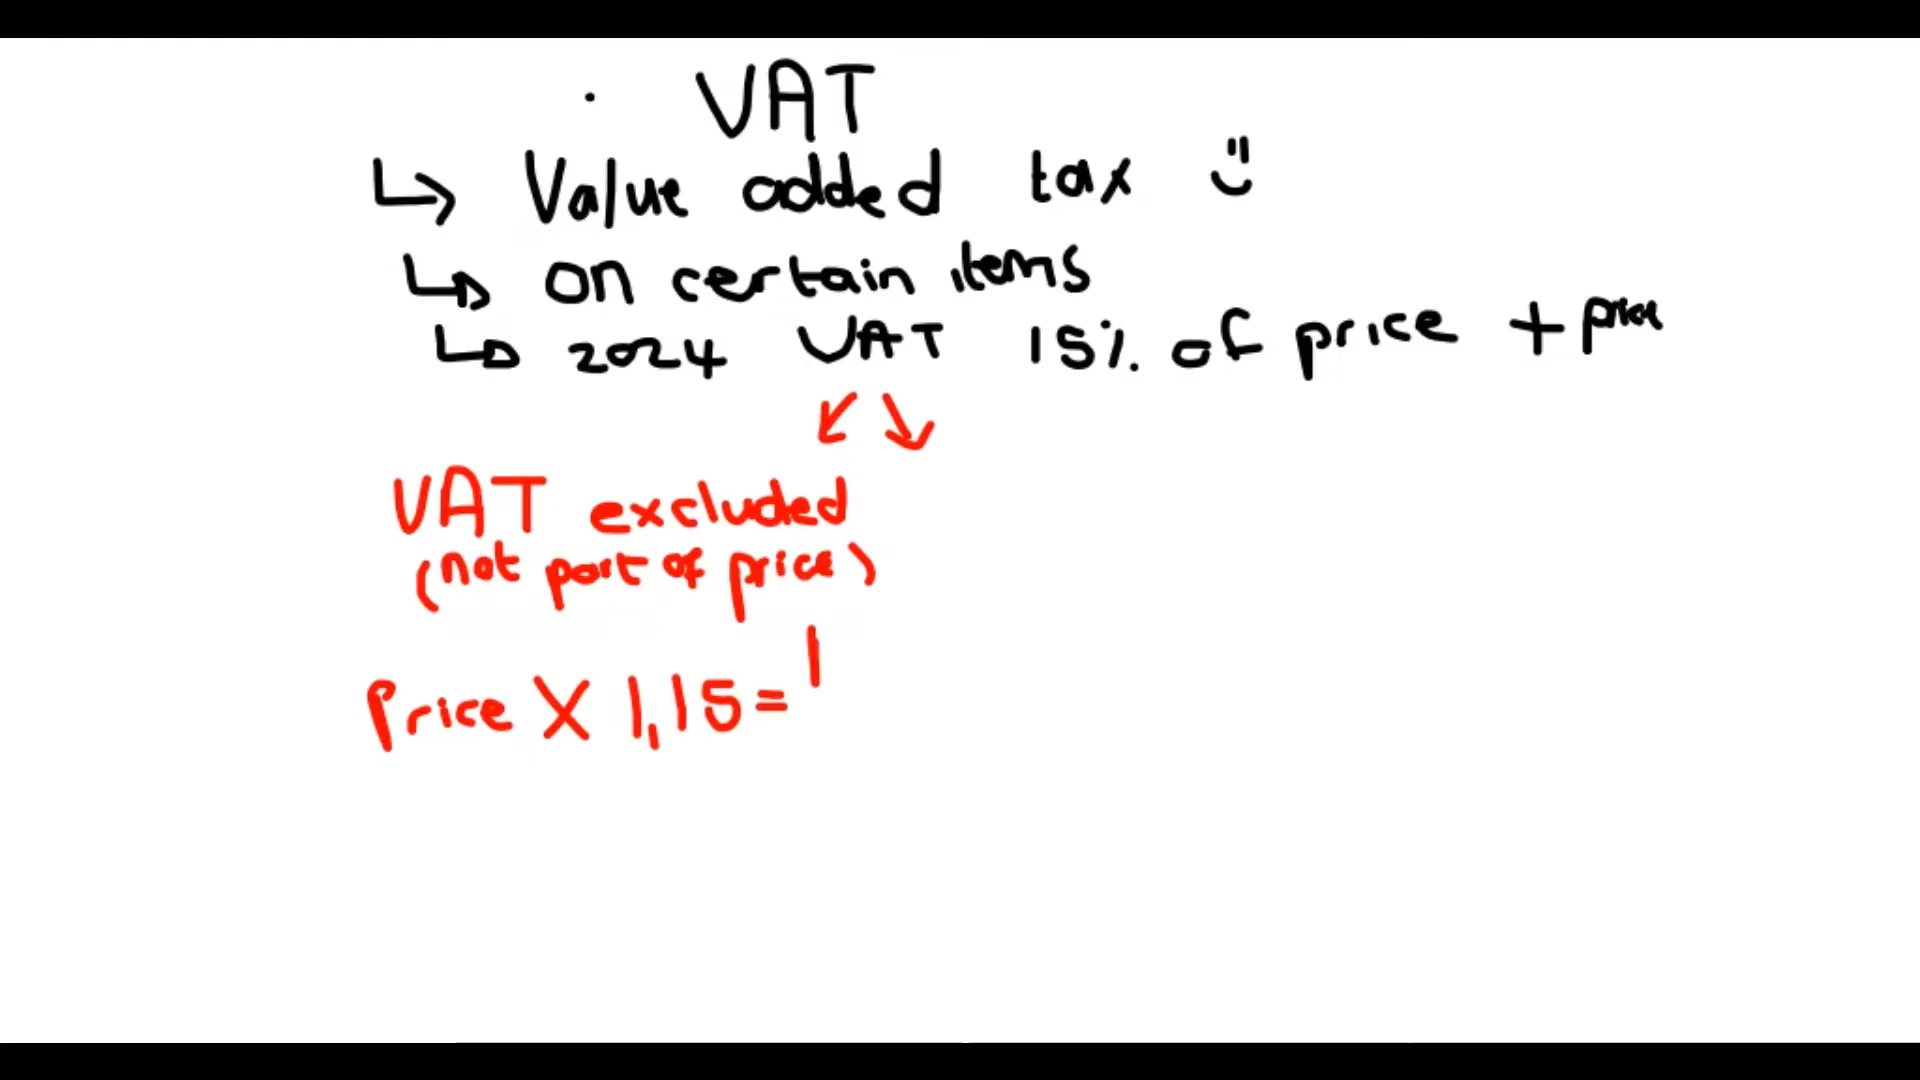 VAT
Value added tax
on certain items
2024 VAT 15% of price + price
VAT excluded
(not part of price)
Price X 1,15 =